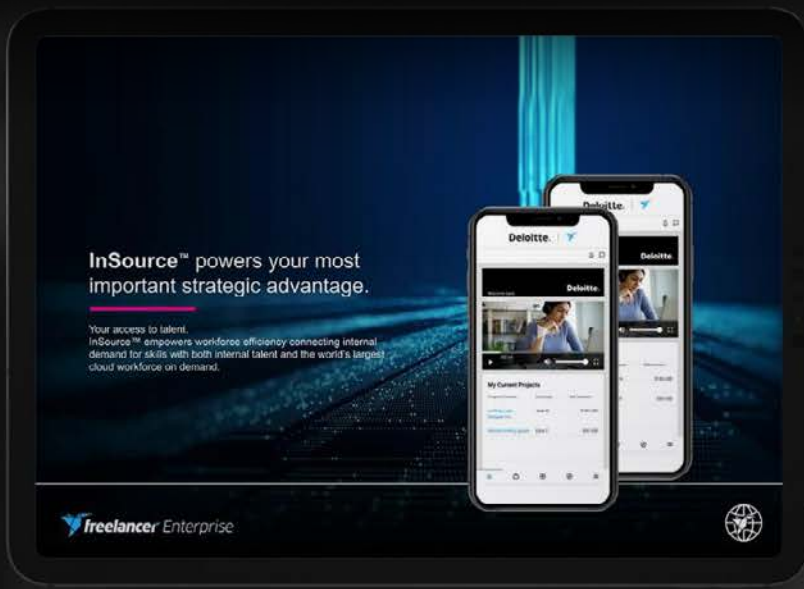 InSource™ powers your most
important strategic advantage.
Your access to talent.
InSource™ empowers workforce efficiency connecting internal
demand for skills with both internal talent and the world's largest
cloud workforce on demand.
Deloitte.
Deloitte.
Deloitte.
Deloitte.
My Current Projects
freelancer Enterprise